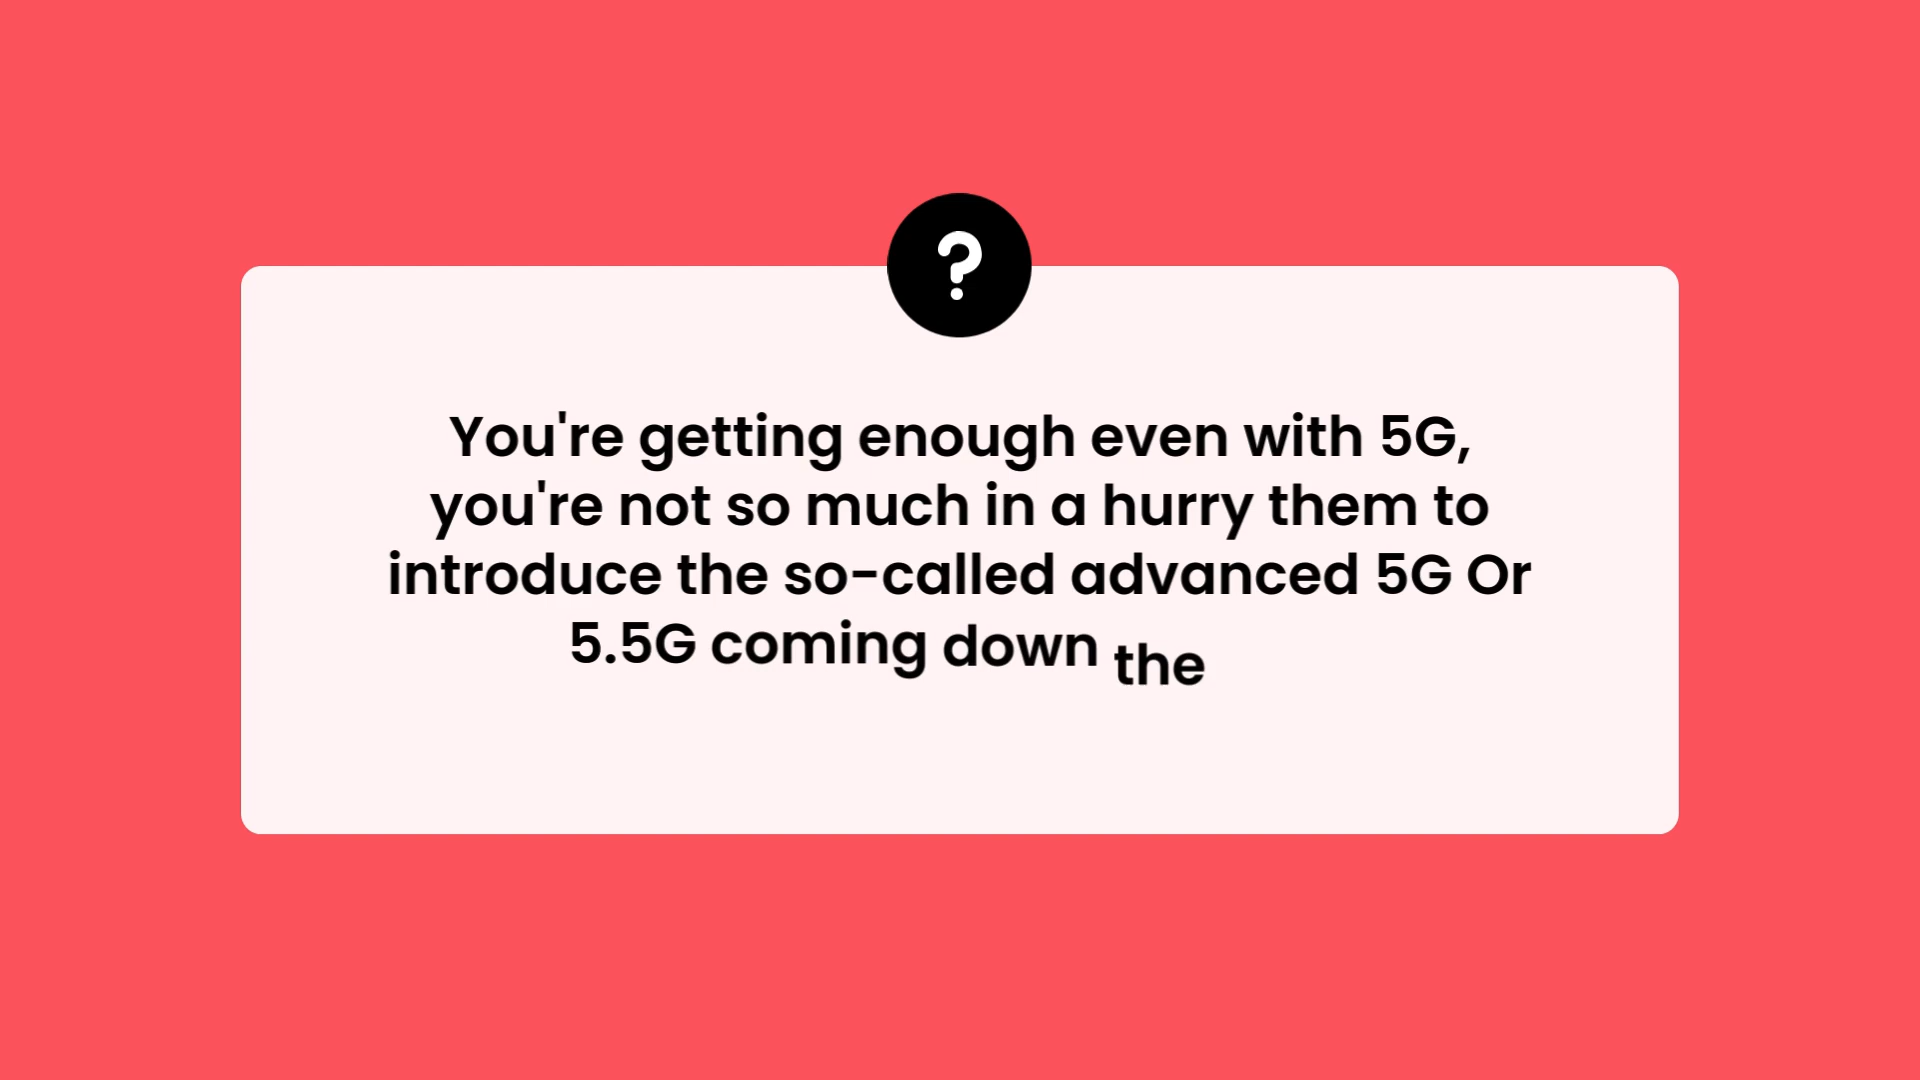 ?
You're getting enough even with 5G,
you're not so much in a hurry them to
introduce the so-called advanced 5G Or
5.5G coming down the